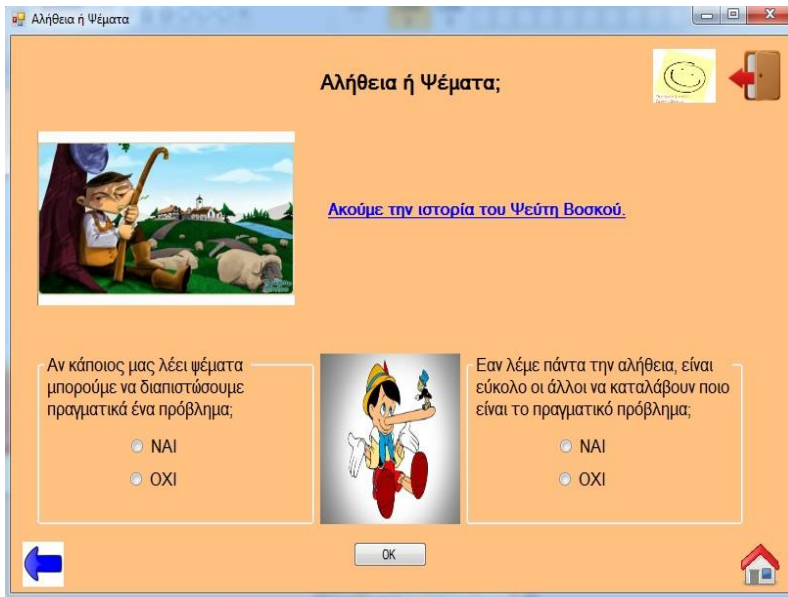 Αλήθεια ή Ψέματα
Αλήθεια ή Ψέματα;
Ακούμε την ιστορία του Ψεύτη Βοσκού.
Αν κάποιος μας λέει ψέματα
μπορούμε να διαπιστώσουμε
πραγματικά ένα πρόβλημα;
ΝΑΙ
ΟΧΙ
Εαν λέμε πάντα την αλήθεια, είναι
εύκολο οι άλλοι να καταλάβουν ποιο
είναι το πραγματικό πρόβλημα;
ΝΑΙ
ΟΧΙ
OK